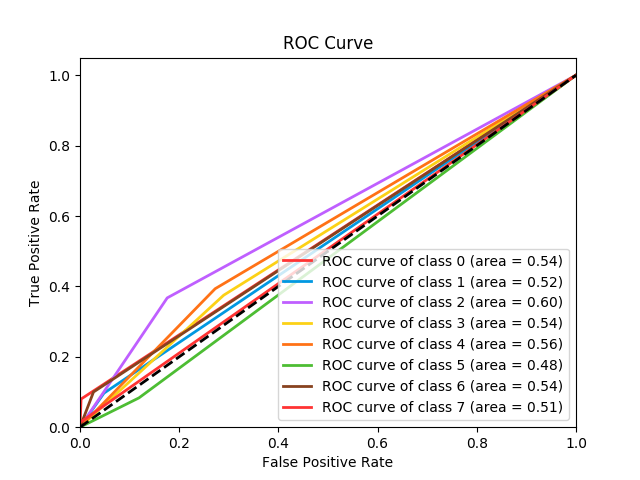 ROC Curve
1.0
0.8
0.6
0.4
0.2
0.0
True Positive Rate
ROC curve of class 0 (area = 0.54)
ROC curve of class 1 (area = 0.52)
ROC curve of class 2 (area = 0.60)
ROC curve of class 3 (area = 0.54)
ROC curve of class 4 (area = 0.56)
ROC curve of class 5 (area = 0.48)
ROC curve of class 6 (area = 0.54)
ROC curve of class 7 (area = 0.51)
0.0 0.2 0.4 0.6 0.8 1.0
False Positive Rate